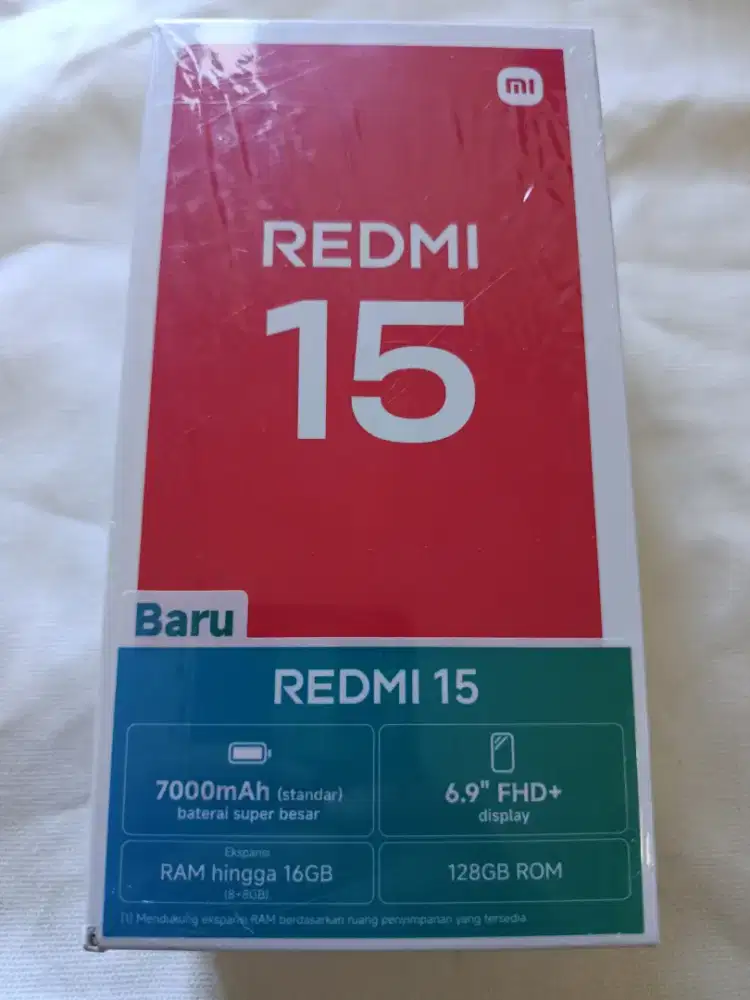 mi
REDMI
15
Baru
REDMI 15
7000mAh (standar)
baterai super besar
6.9" FHD+
display
Ekspansi
RAM hingga 16GB
(8+8GB)
128GB ROM
[1] Mendukung ekspansi RAM berdasarkan ruang penyimpanan yang tersedia